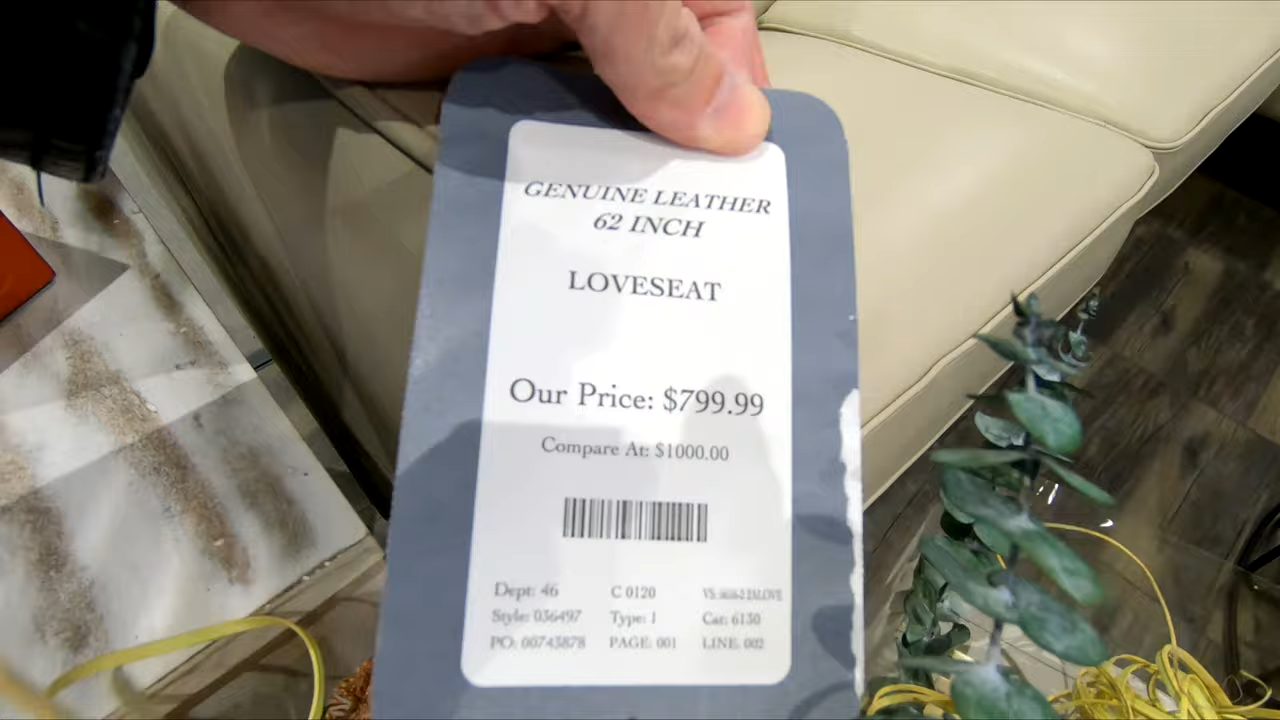 GENUINE LEATHER
62 INCH
LOVESEAT
Our Price: $799.99
Compare At: $1000.00
Dept: 46 C 0120 VS:
Style: 036497 Type: 1 Cat: 6130
PO: 00743878 PAGE: 001 LINE: 002